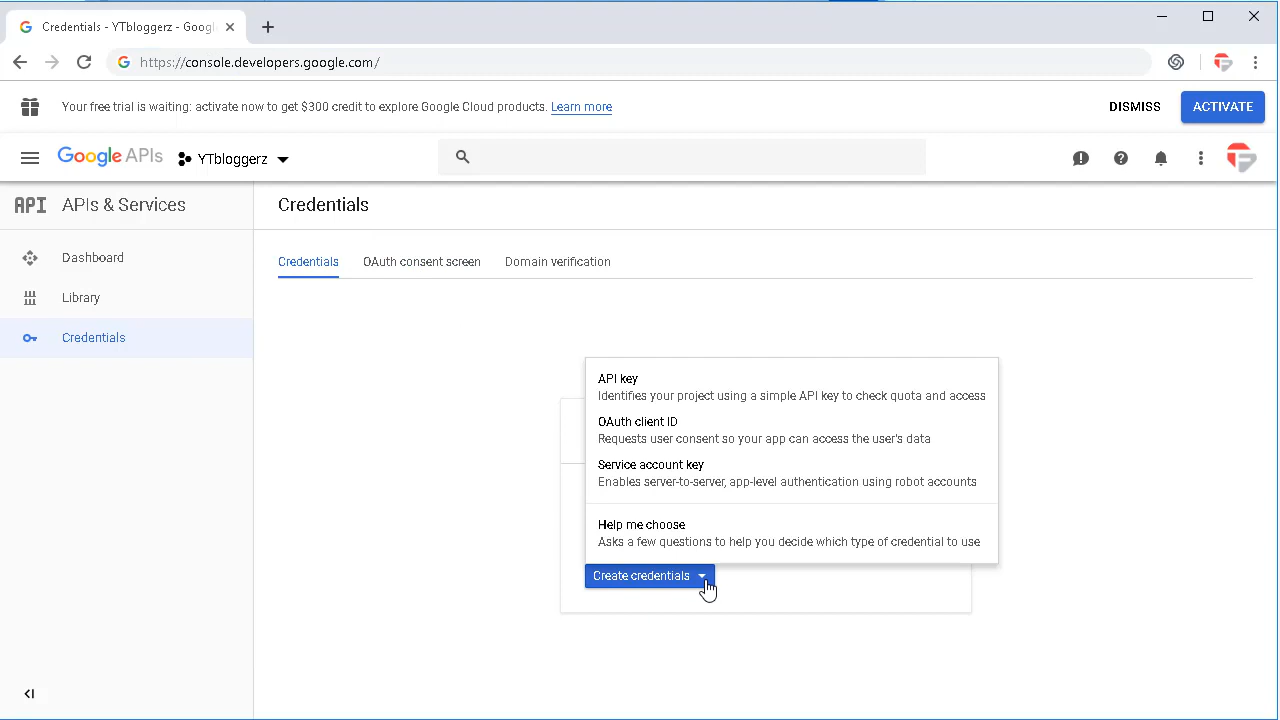 Credentials - YTbloggerz - Googl
https://console.developers.google.com/
Your free trial is waiting: activate now to get $300 credit to explore Google Cloud products. Learn more
DISMISS
ACTIVATE
Google APIs
YTbloggerz
API APIs & Services
Credentials
Dashboard
Library
Credentials
Credentials
OAuth consent screen
Domain verification
API key
Identifies your project using a simple API key to check quota and access
OAuth client ID
Requests user consent so your app can access the user's data
Service account key
Enables server-to-server, app-level authentication using robot accounts
Help me choose
Asks a few questions to help you decide which type of credential to use
Create credentials